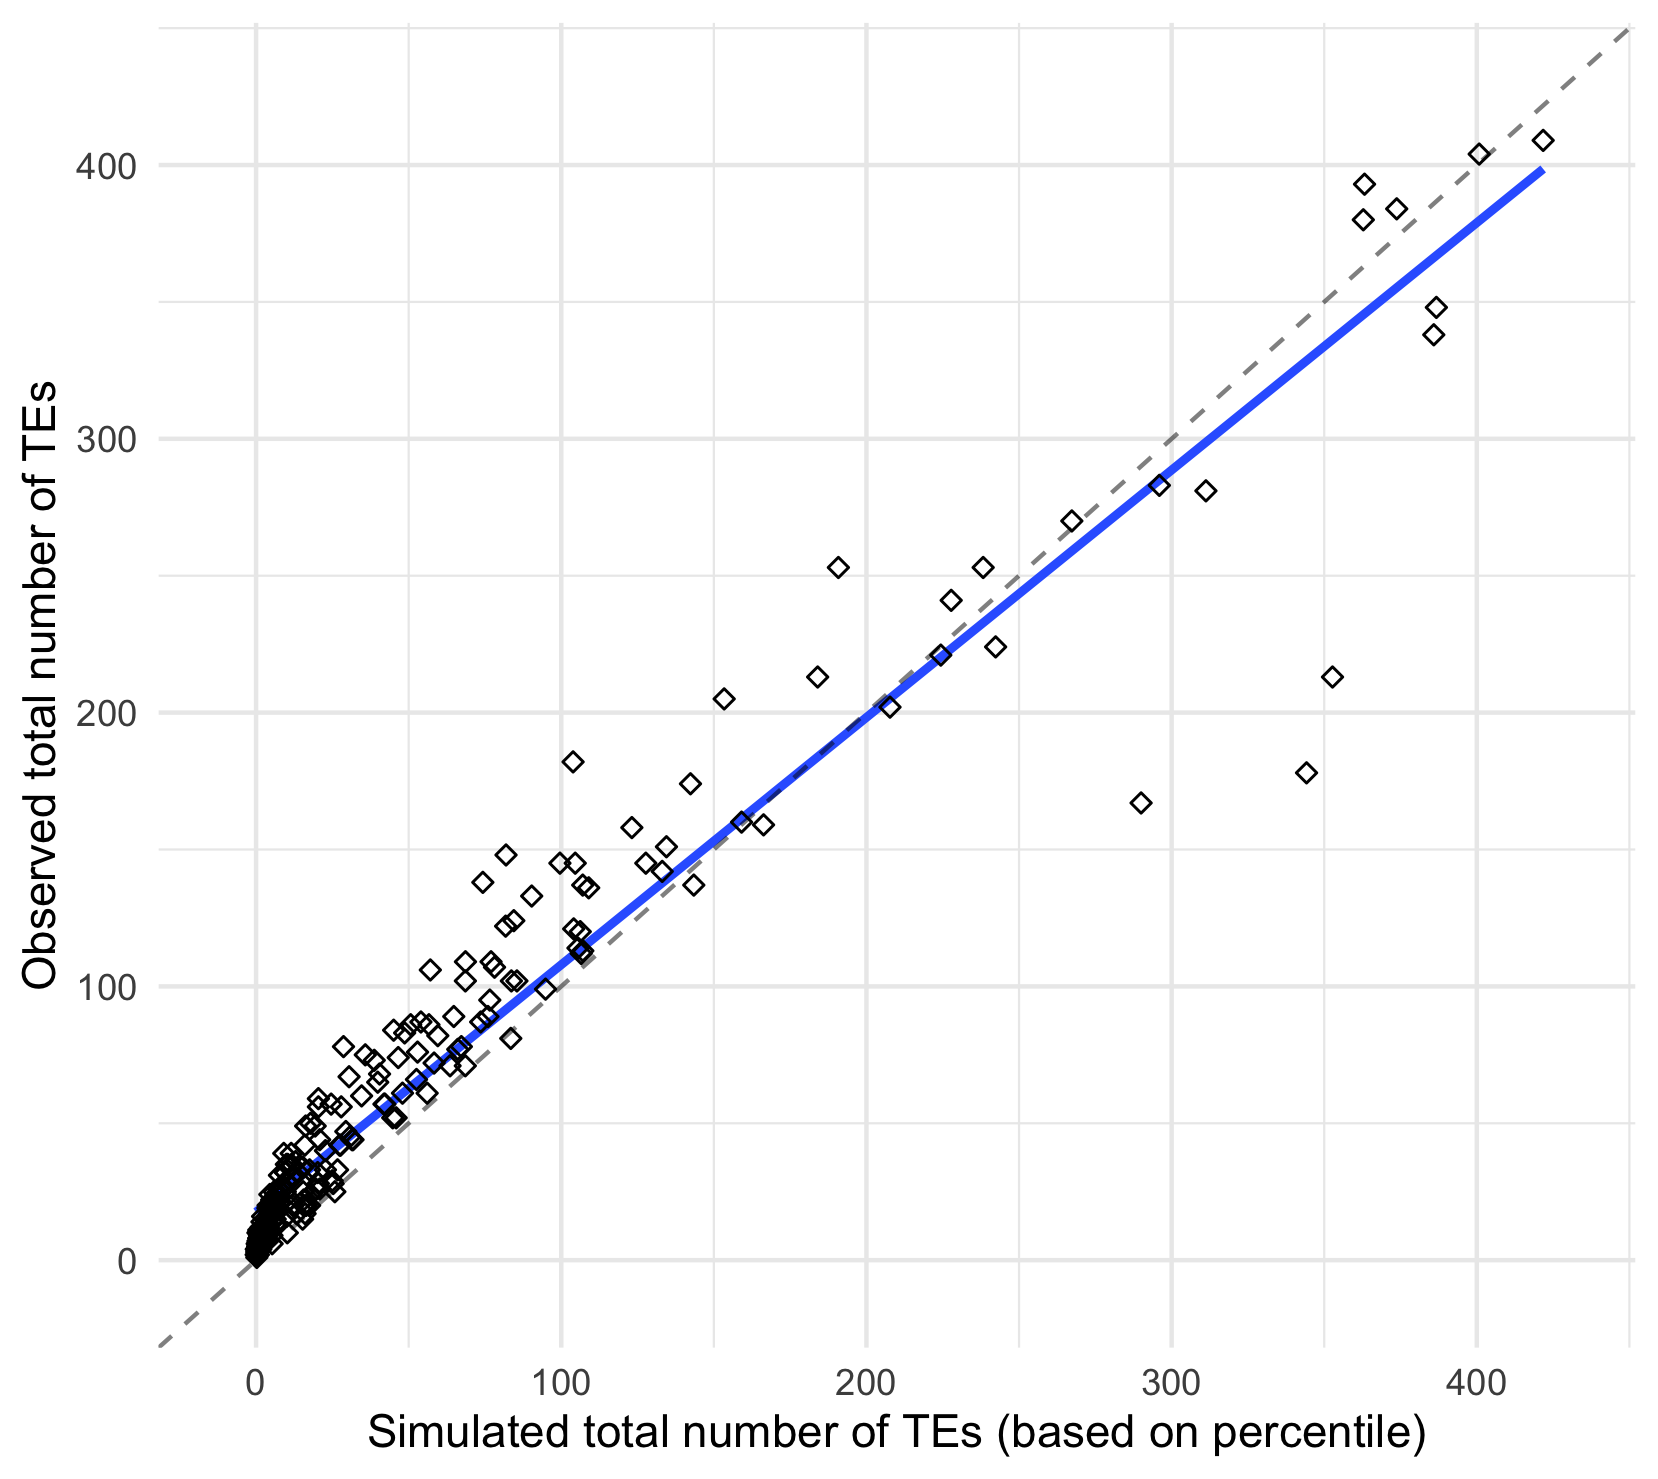 Observed total number of TEs
400
300
200
100
0
0 100 200 300 400
Simulated total number of TEs (based on percentile)